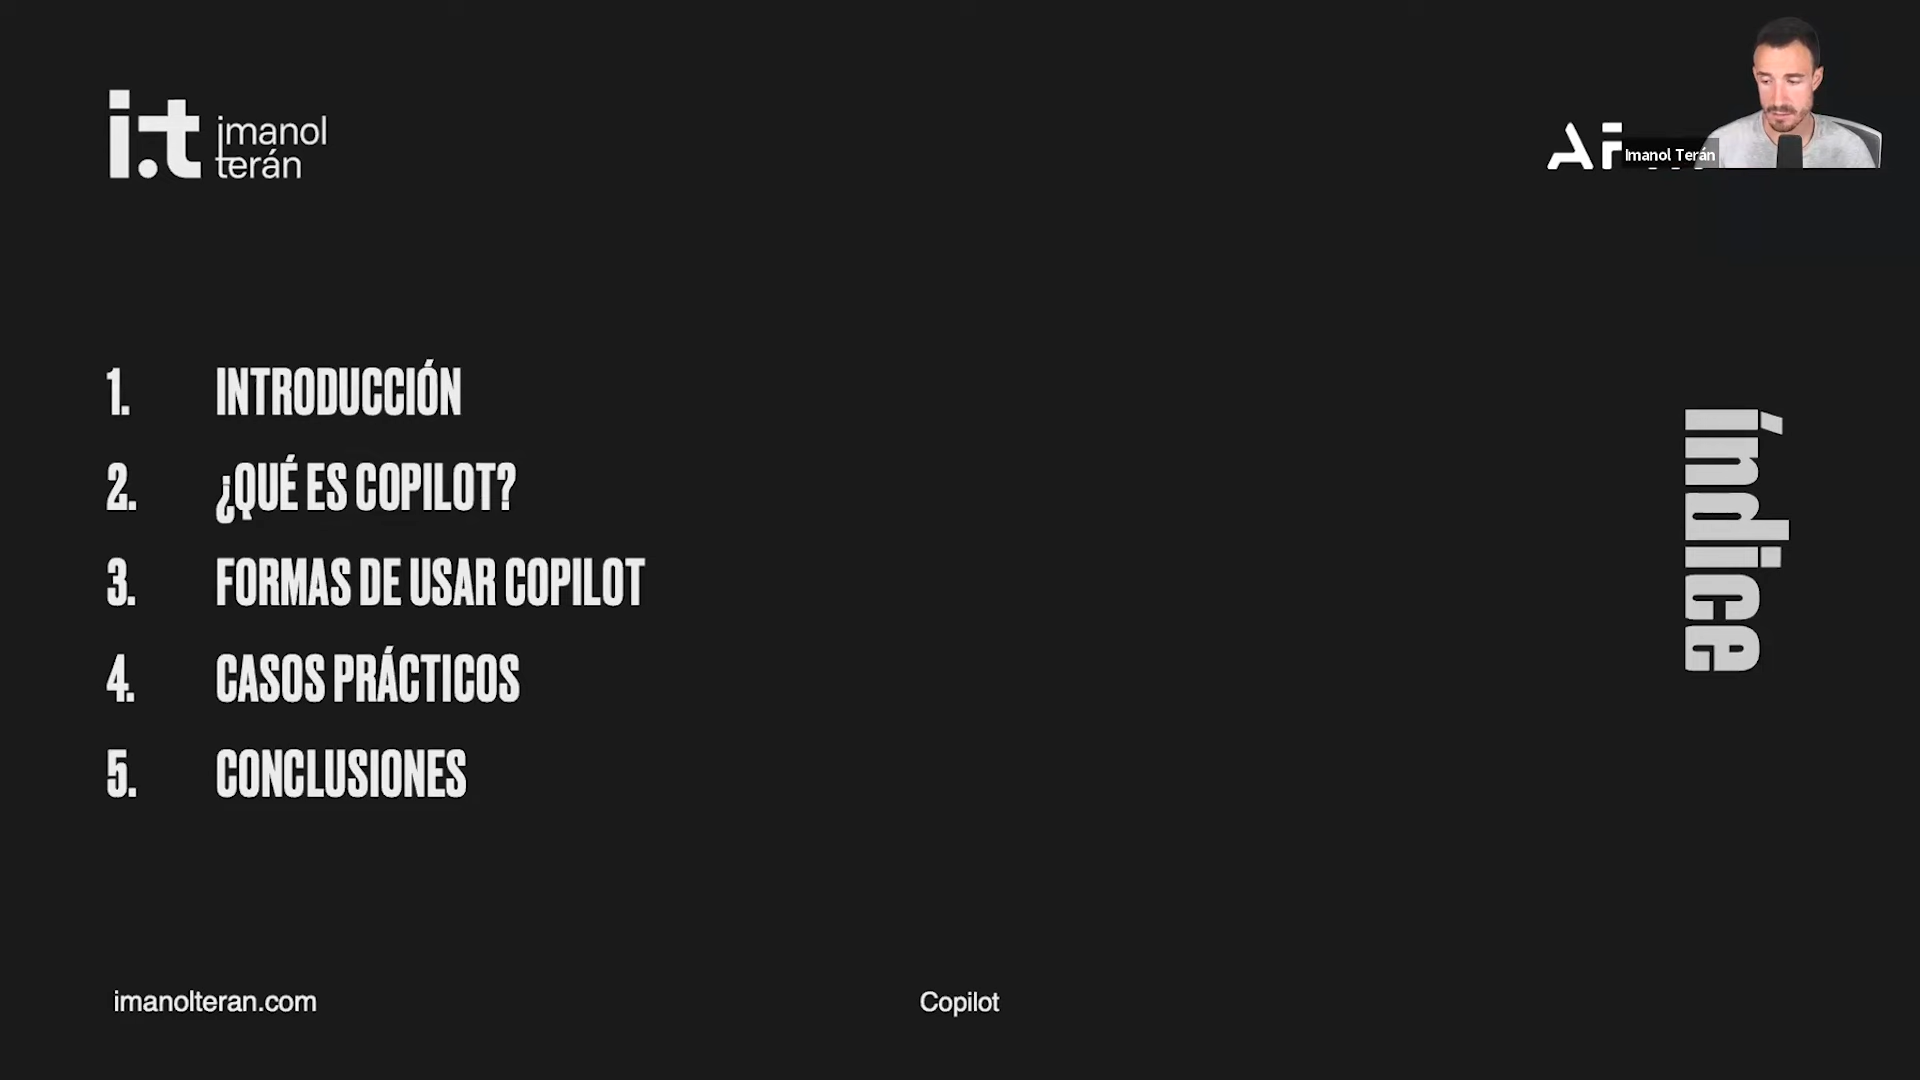 i.t imanol
terán
Imanol Terán
1. INTRODUCCIÓN
2. ¿QUÉ ES COPILOT?
3. FORMAS DE USAR COPILOT
4. CASOS PRÁCTICOS
5. CONCLUSIONES
índice
imanolteran.com
Copilot